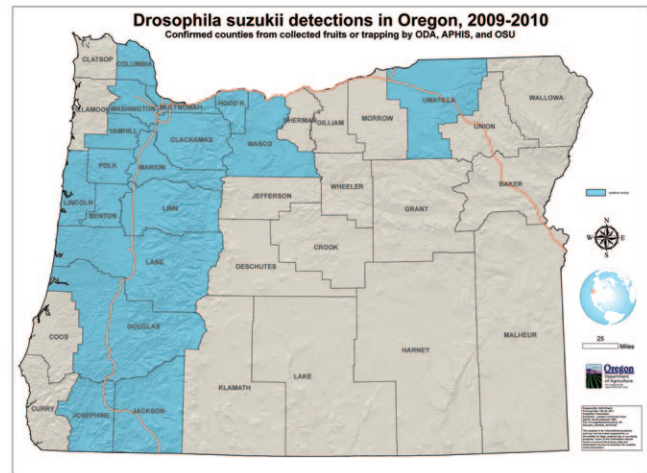 Drosophila suzukii detections in Oregon, 2009-2010
Confirmed counties from collected fruits or trapping by ODA, APHIS, and OSU
CLATSOP
COLUMBIA
TILLAMOOK
WASHINGTON
MULTNOMAH
HOOD R.
YAMHILL
CLACKAMAS
WASCO
SHERMAN
GILLIAM
MORROW
UMATILLA
WALLOWA
UNION
POLK
MARION
LINCOLN
BENTON
LINN
JEFFERSON
WHEELER
GRANT
BAKER
CROOK
LANE
DESCHUTES
COOS
DOUGLAS
KLAMATH
LAKE
HARNEY
MALHEUR
CURRY
JOSEPHINE
JACKSON
N
W E
S
25
Miles
Oregon
Department
of Agriculture